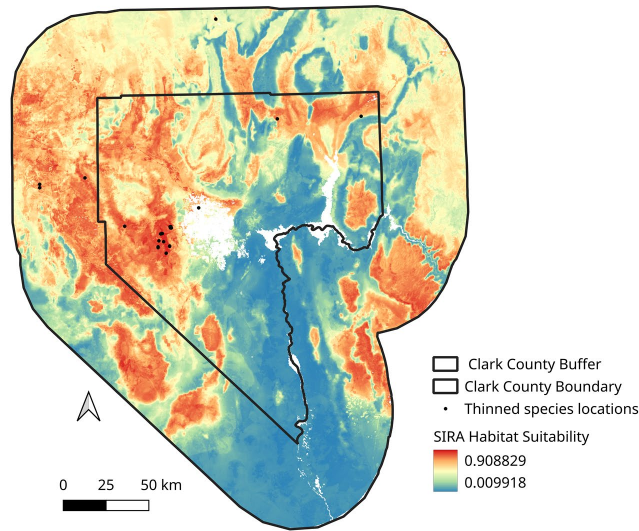 Clark County Buffer
Clark County Boundary
Thinned species locations
SIRA Habitat Suitability
0.908829
0.009918
0 25 50 km